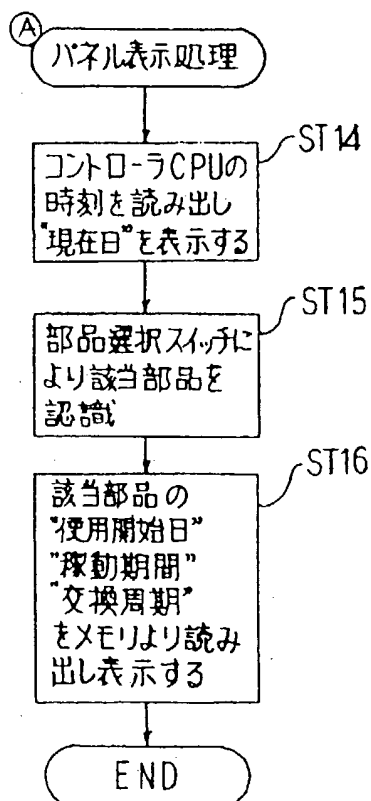 A
パネル表示処理
ST14
コントローラCPUの
時刻を読み出し
"現在日"を表示する
ST15
部品選択スイッチに
より該当部品を
認識
ST16
該当部品の
"使用開始日"
"稼動期間"
"交換周期"
をメモリより読み
出し表示する
END